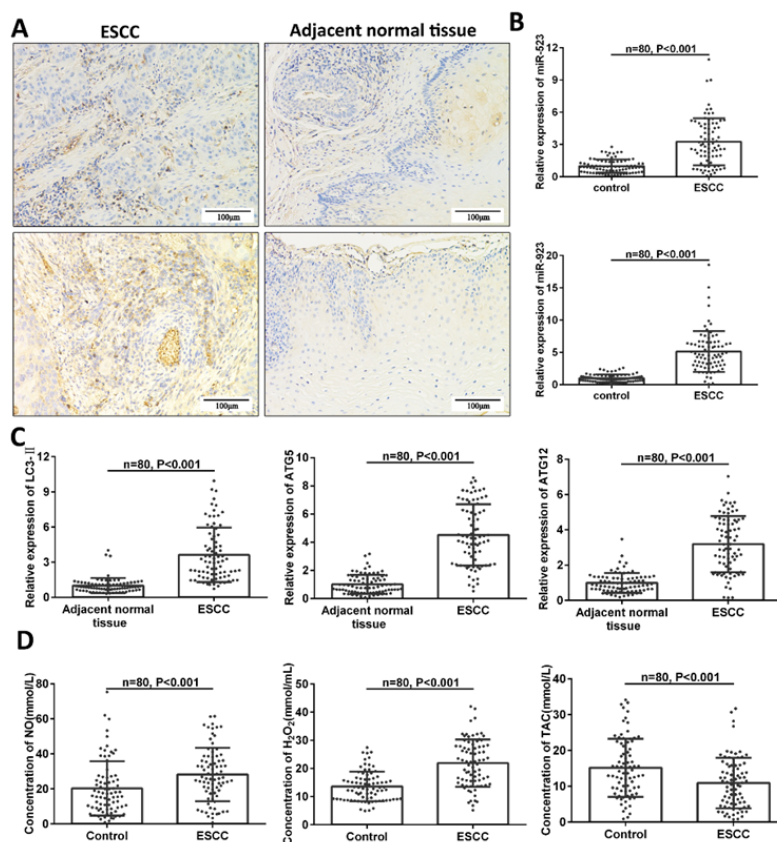 A
ESCC
Adjacent normal tissue
100μm
100μm
100μm
100μm
B
n=80, P<0.001
Relative expression of miR-523
12
9
6
3
0
control
ESCC
n=80, P<0.001
Relative expression of miR-923
20
15
10
5
0
control
ESCC
C
n=80, P<0.001
Relative expression of LC3-Ⅱ
12
9
6
3
0
Adjacent normal
tissue
ESCC
n=80, P<0.001
Relative expression of ATG5
10
8
6
4
2
0
Adjacent normal
tissue
ESCC
n=80, P<0.001
Relative expression of ATG12
8
6
4
2
0
Adjacent normal
tissue
ESCC
D
n=80, P<0.001
Concentration of NO(mmol/L)
80
60
40
20
0
Control
ESCC
n=80, P<0.001
Concentration of H₂O₂(mmol/mL)
50
40
30
20
10
0
Control
ESCC
n=80, P<0.001
Concentration of TAC(mmol/L)
40
30
20
10
0
Control
ESCC